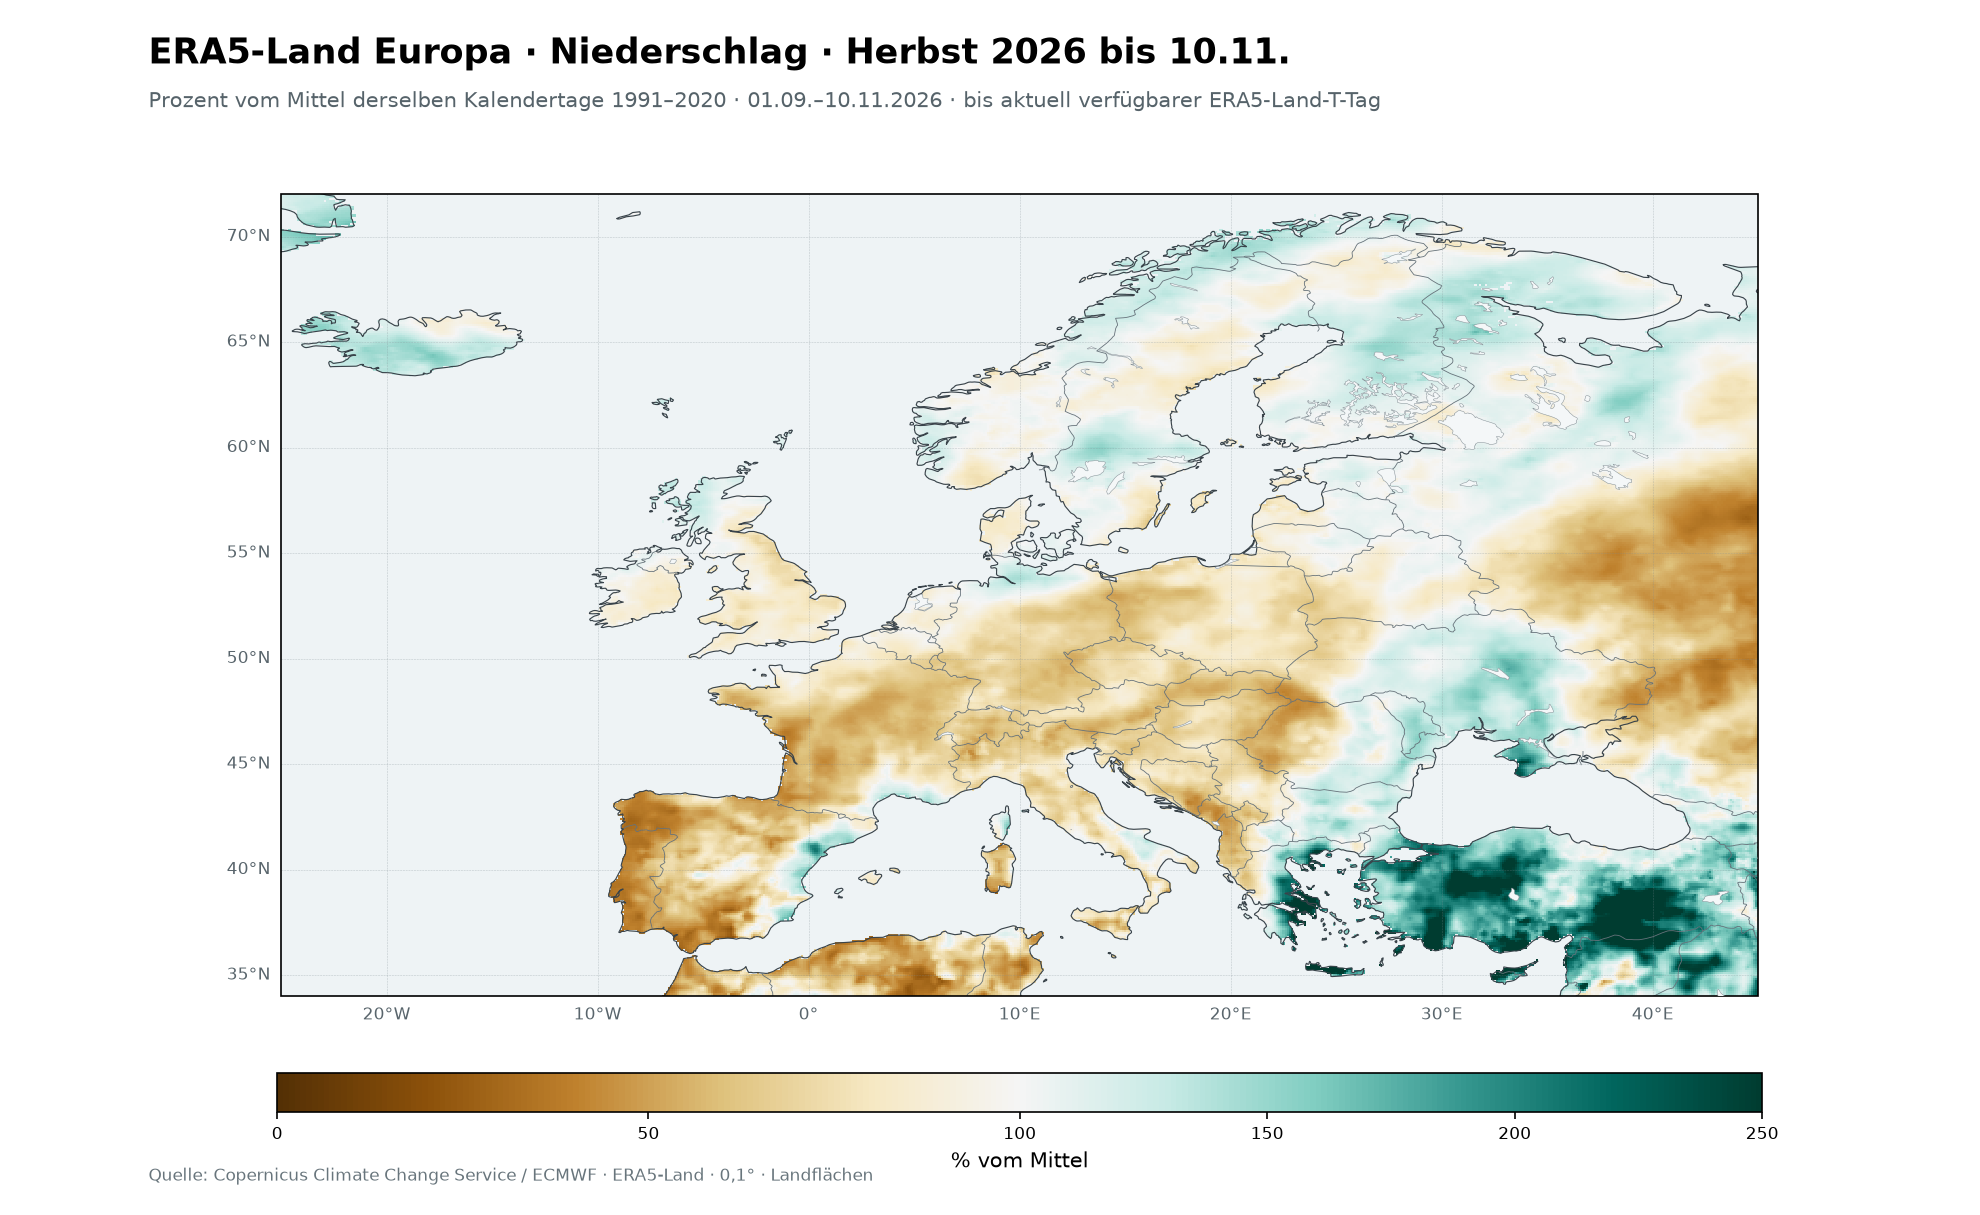 ERA5-Land Europa · Niederschlag · Herbst 2026 bis 10.11.
Prozent vom Mittel derselben Kalendertage 1991–2020 · 01.09.–10.11.2026 · bis aktuell verfügbarer ERA5-Land-T-Tag
70°N
65°N
60°N
55°N
50°N
45°N
40°N
35°N
20°W 10°W 0° 10°E 20°E 30°E 40°E
0 50 100 150 200 250
% vom Mittel
Quelle: Copernicus Climate Change Service / ECMWF · ERA5-Land · 0,1° · Landflächen